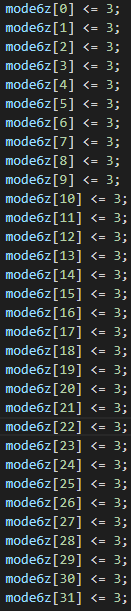 mode6z[0] <= 3;
mode6z[1] <= 3;
mode6z[2] <= 3;
mode6z[3] <= 3;
mode6z[4] <= 3;
mode6z[5] <= 3;
mode6z[6] <= 3;
mode6z[7] <= 3;
mode6z[8] <= 3;
mode6z[9] <= 3;
mode6z[10] <= 3;
mode6z[11] <= 3;
mode6z[12] <= 3;
mode6z[13] <= 3;
mode6z[14] <= 3;
mode6z[15] <= 3;
mode6z[16] <= 3;
mode6z[17] <= 3;
mode6z[18] <= 3;
mode6z[19] <= 3;
mode6z[20] <= 3;
mode6z[21] <= 3;
mode6z[22] <= 3;
mode6z[23] <= 3;
mode6z[24] <= 3;
mode6z[25] <= 3;
mode6z[26] <= 3;
mode6z[27] <= 3;
mode6z[28] <= 3;
mode6z[29] <= 3;
mode6z[30] <= 3;
mode6z[31] <= 3;